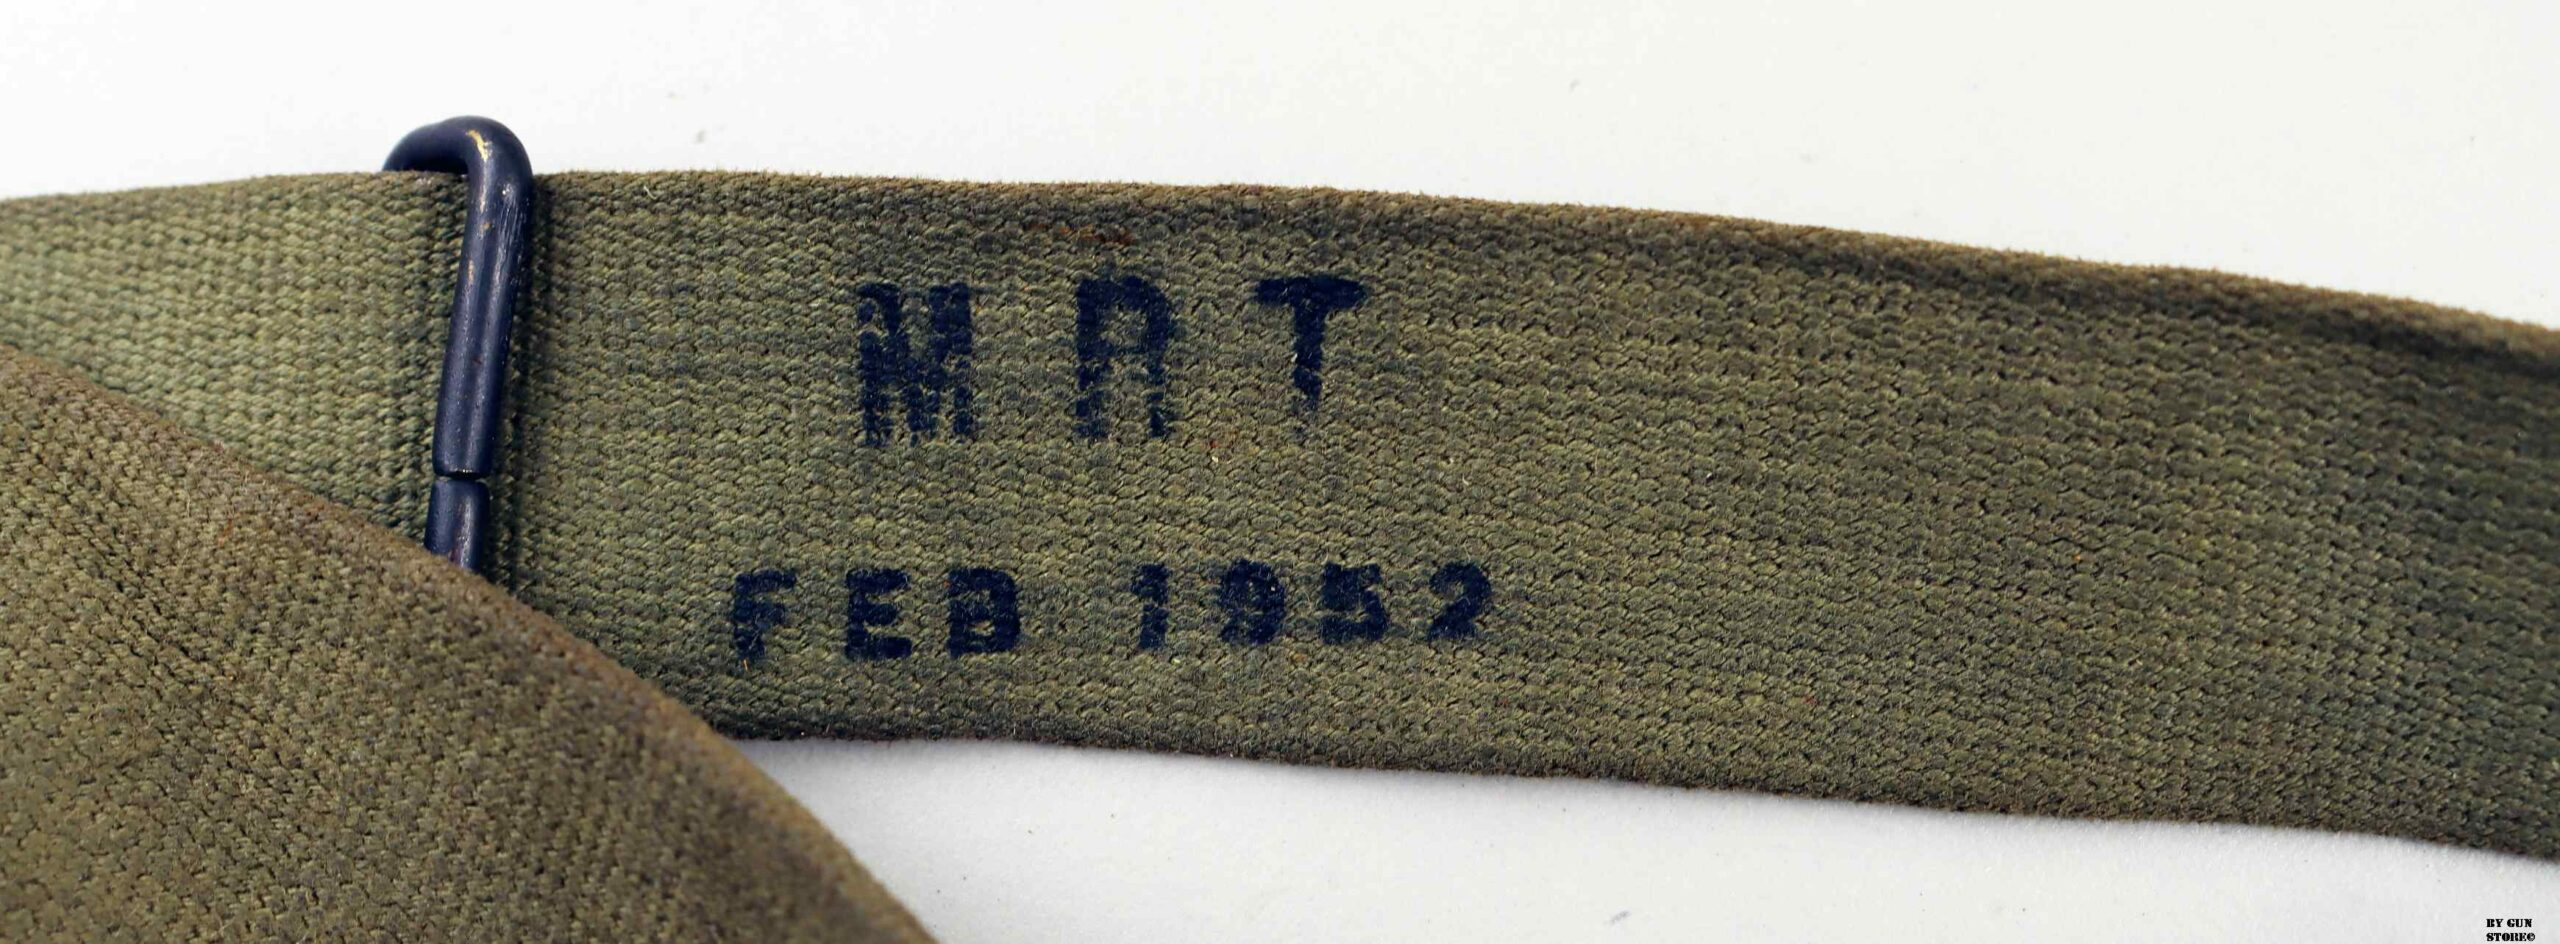 MRT
FEB 1952
BY GUN
STORE©